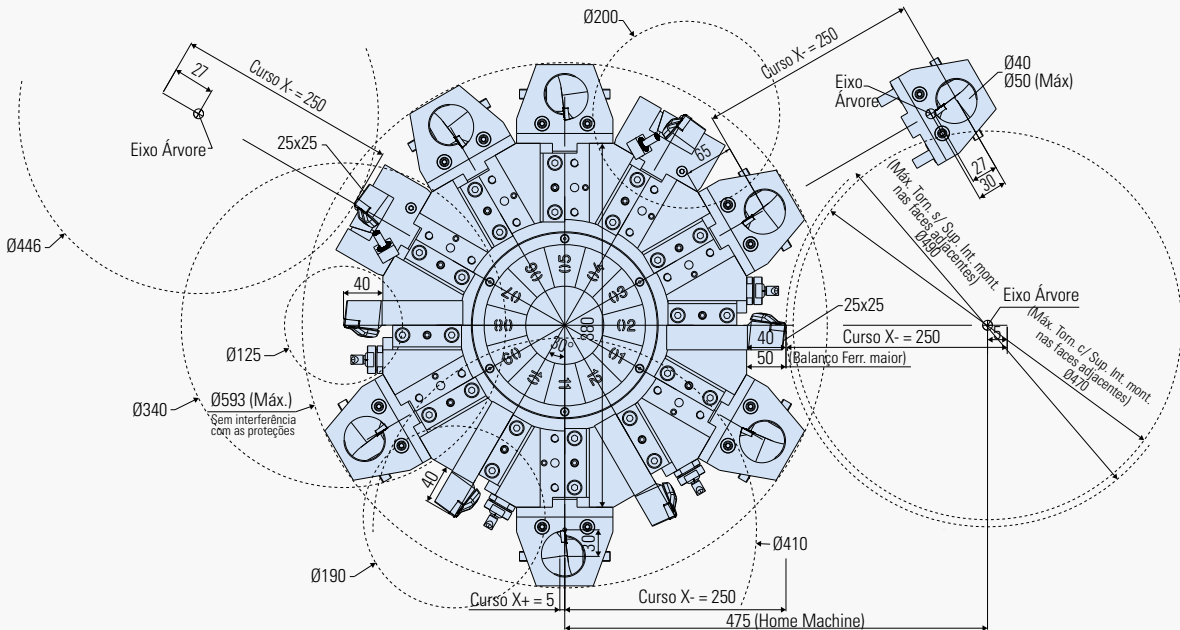 Ø200
Curso X- = 250
27
Curso X- = 250
Eixo Árvore
25x25
65
Eixo
Árvore
Ø40
Ø50 (Máx)
27
30
(Máx. Torn. s/ Sup. Int. mont.
nas faces adjacentes)
Ø490
Ø446
40
05
04
03
02
01
12
11
10
09
08
07
06
30°
Eixo Árvore
5
25x25
40
Curso X- = 250
50
(Balanço Ferr. maior)
(Máx. Torn. c/ Sup. Int. mont.
nas faces adjacentes)
Ø470
Ø125
Ø340
Ø593 (Máx.)
Sem interferência
com as proteções
40
30
Ø410
Ø190
Curso X+ = 5
Curso X- = 250
475 (Home Machine)